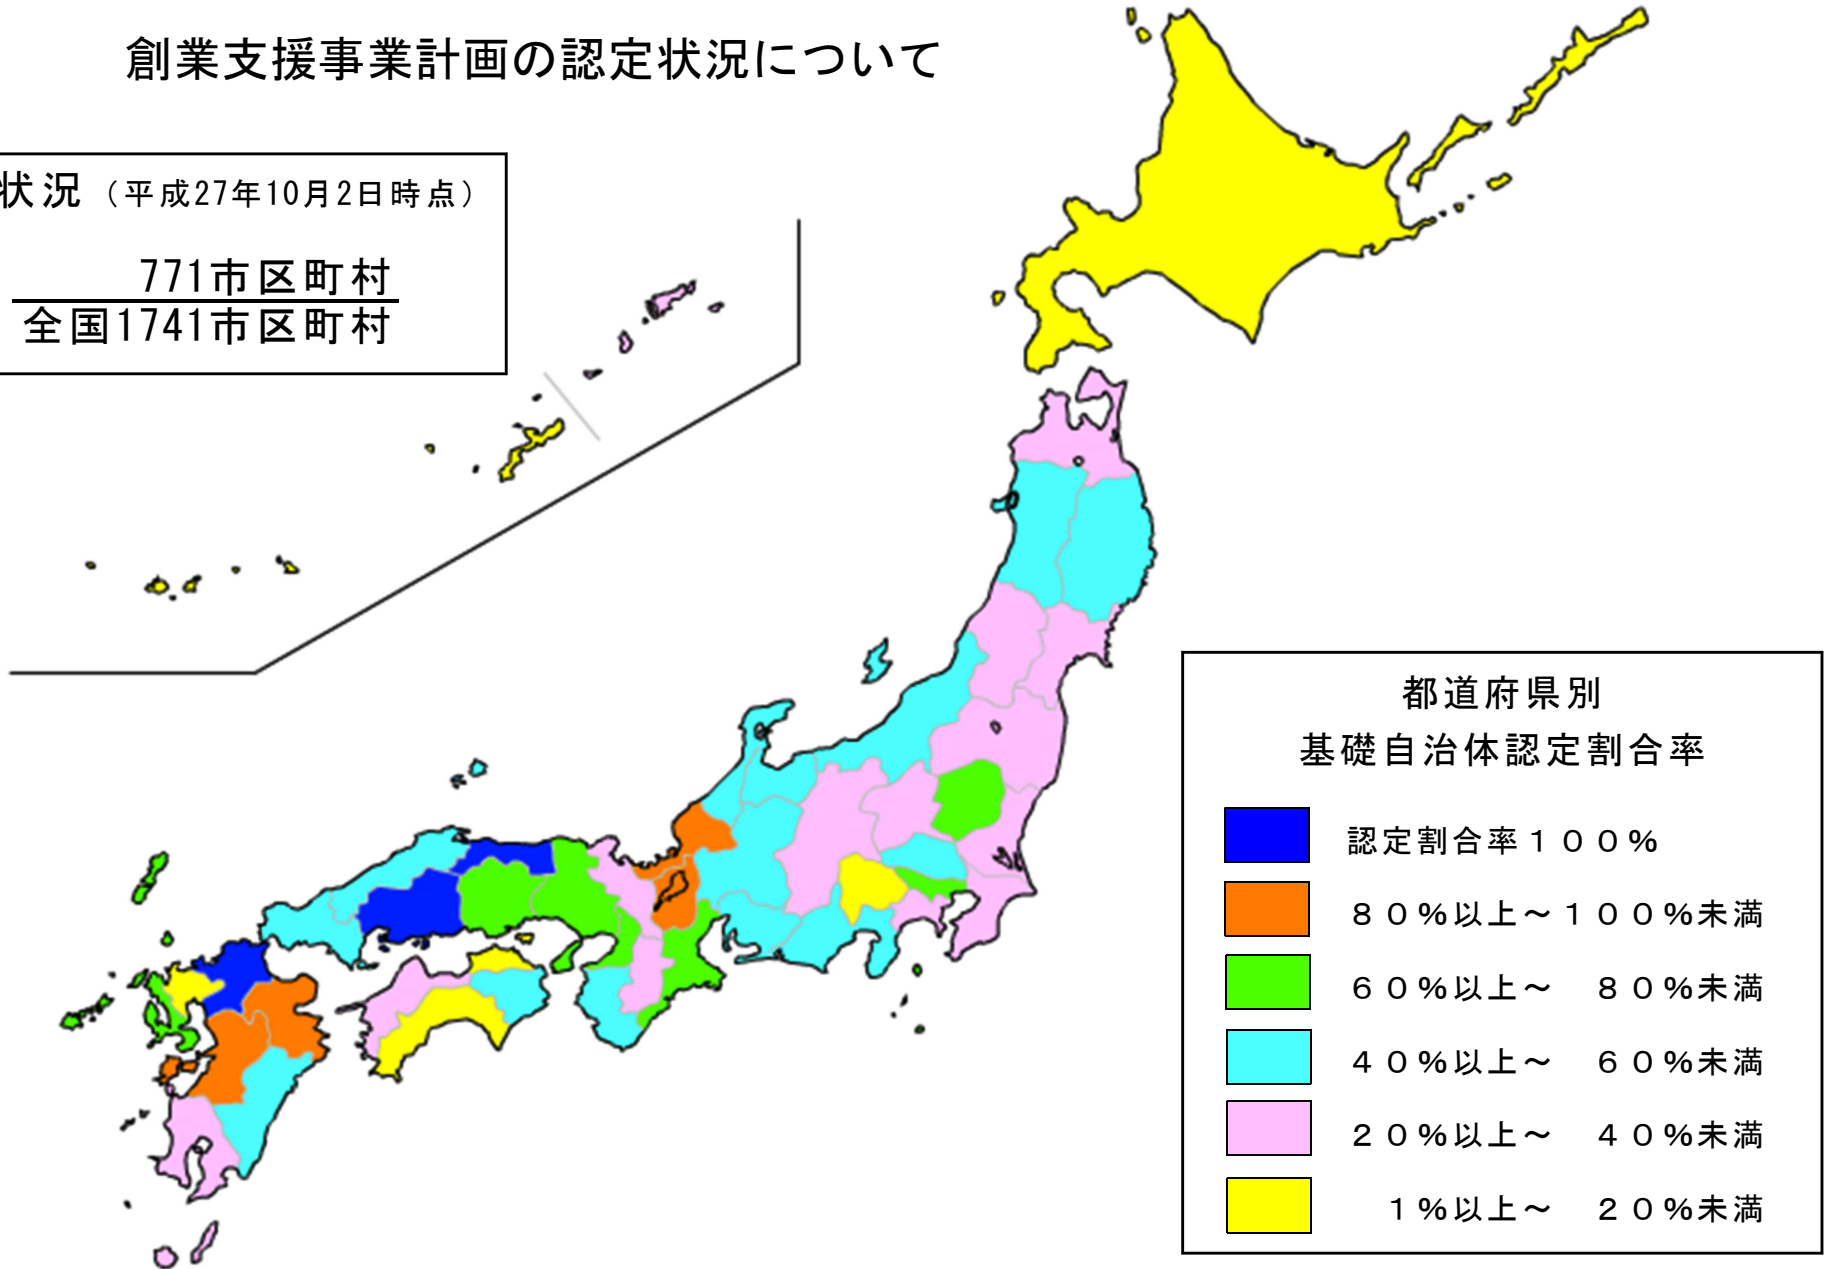 創業支援事業計画の認定状況について
状況（平成27年10月2日時点）
771市区町村
全国1741市区町村
都道府県別
基礎自治体認定割合率
認定割合率１００％
８０％以上～１００％未満
６０％以上～　８０％未満
４０％以上～　６０％未満
２０％以上～　４０％未満
１％以上～　２０％未満